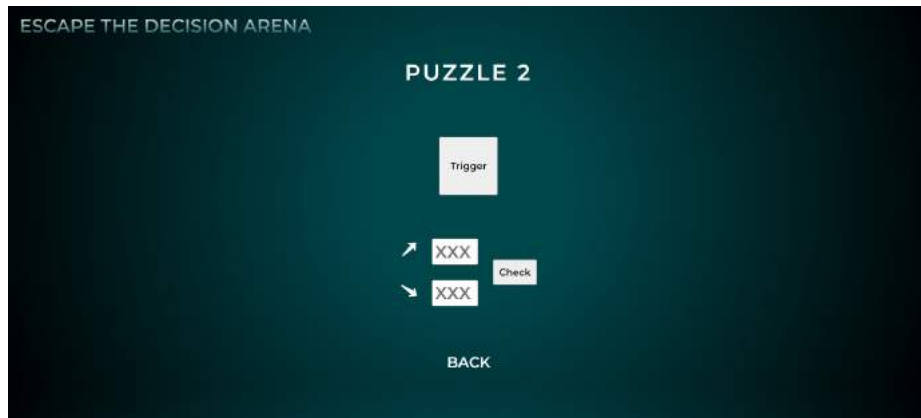 ESCAPE THE DECISION ARENA
PUZZLE 2
Trigger
XXX
Check
XXX
BACK